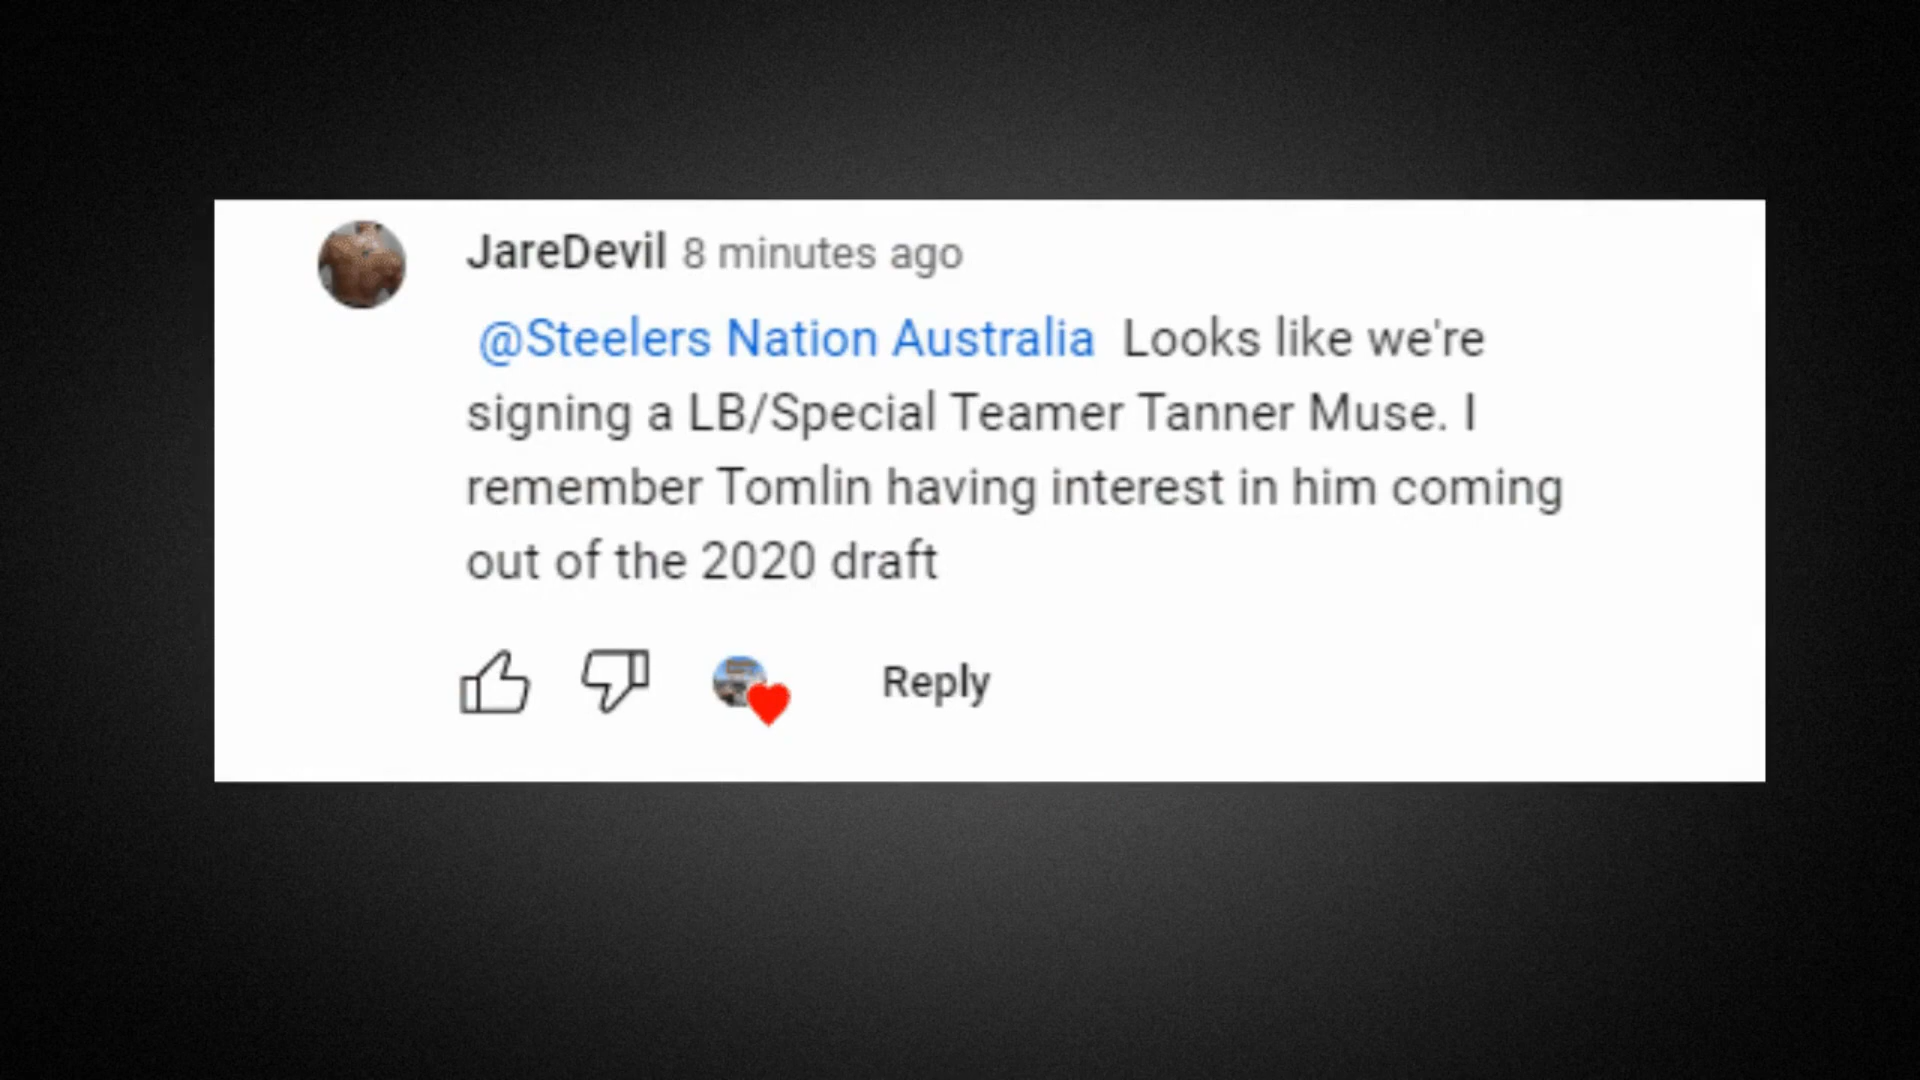 JareDevil 8 minutes ago
@Steelers Nation Australia Looks like we're
signing a LB/Special Teamer Tanner Muse. I
remember Tomlin having interest in him coming
out of the 2020 draft
Reply